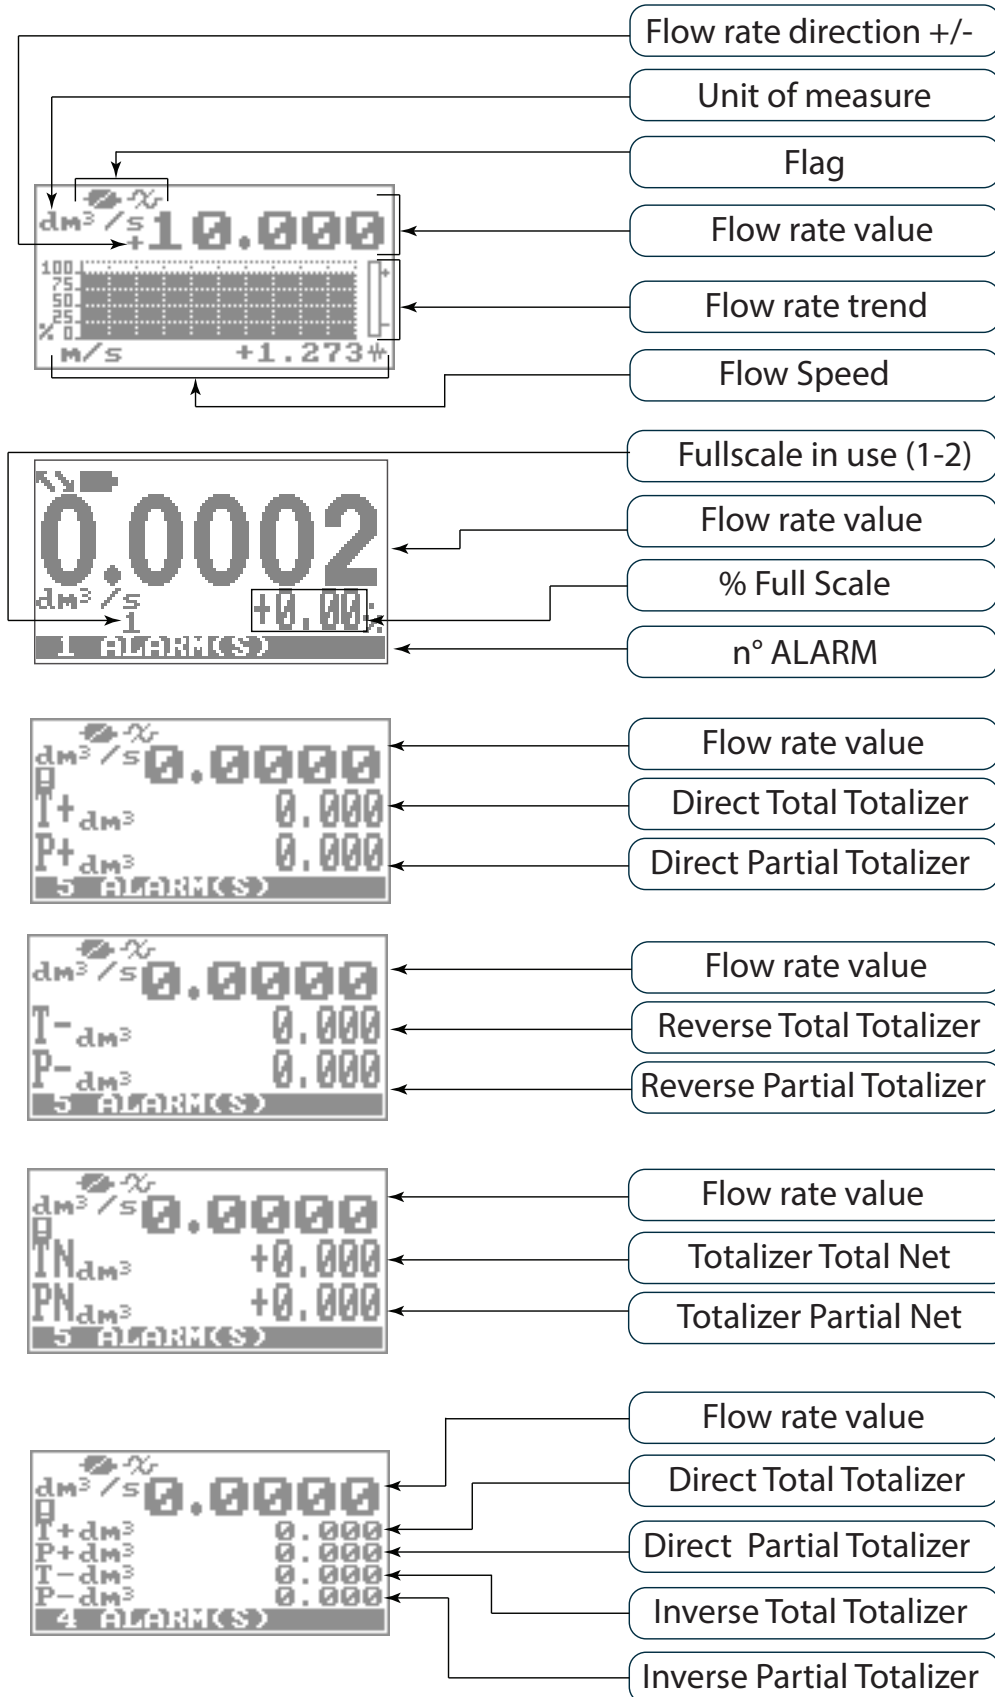 Flow rate direction +/-
Unit of measure
Flag
dm³/s
+10.000
Flow rate value
100
75
50
25
% 0
+
-
Flow rate trend
m/s +1.273
Flow Speed
Fullscale in use (1-2)
0.0002
Flow rate value
dm³/s
1 +0.00%
% Full Scale
1 ALARM(S)
n° ALARM
dm³/s 0.0000
Flow rate value
T+dm³ 0.000
Direct Total Totalizer
P+dm³ 0.000
Direct Partial Totalizer
5 ALARM(S)
dm³/s 0.0000
Flow rate value
T-dm³ 0.000
Reverse Total Totalizer
P-dm³ 0.000
Reverse Partial Totalizer
5 ALARM(S)
dm³/s 0.0000
Flow rate value
TNdm³ +0.000
Totalizer Total Net
PNdm³ +0.000
Totalizer Partial Net
5 ALARM(S)
Flow rate value
dm³/s 0.0000
Direct Total Totalizer
T+dm³ 0.000
P+dm³ 0.000
Direct Partial Totalizer
T-dm³ 0.000
P-dm³ 0.000
Inverse Total Totalizer
4 ALARM(S)
Inverse Partial Totalizer